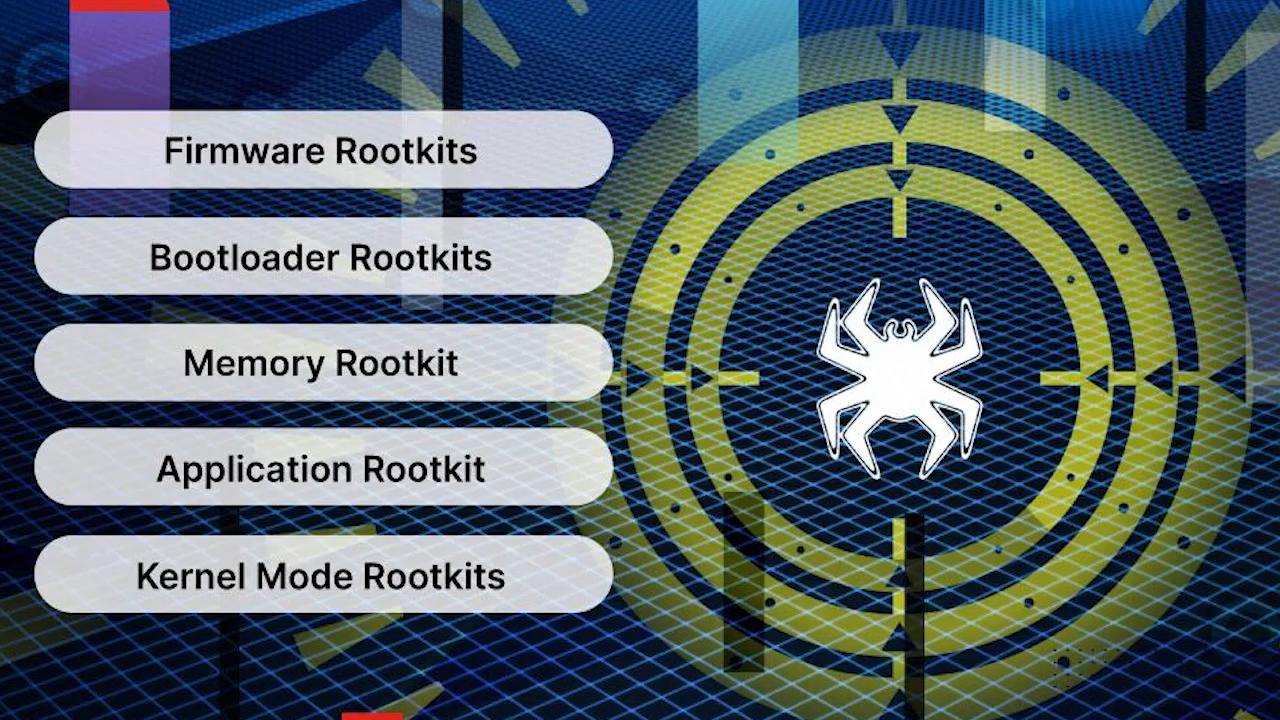 Firmware Rootkits
Bootloader Rootkits
Memory Rootkit
Application Rootkit
Kernel Mode Rootkits